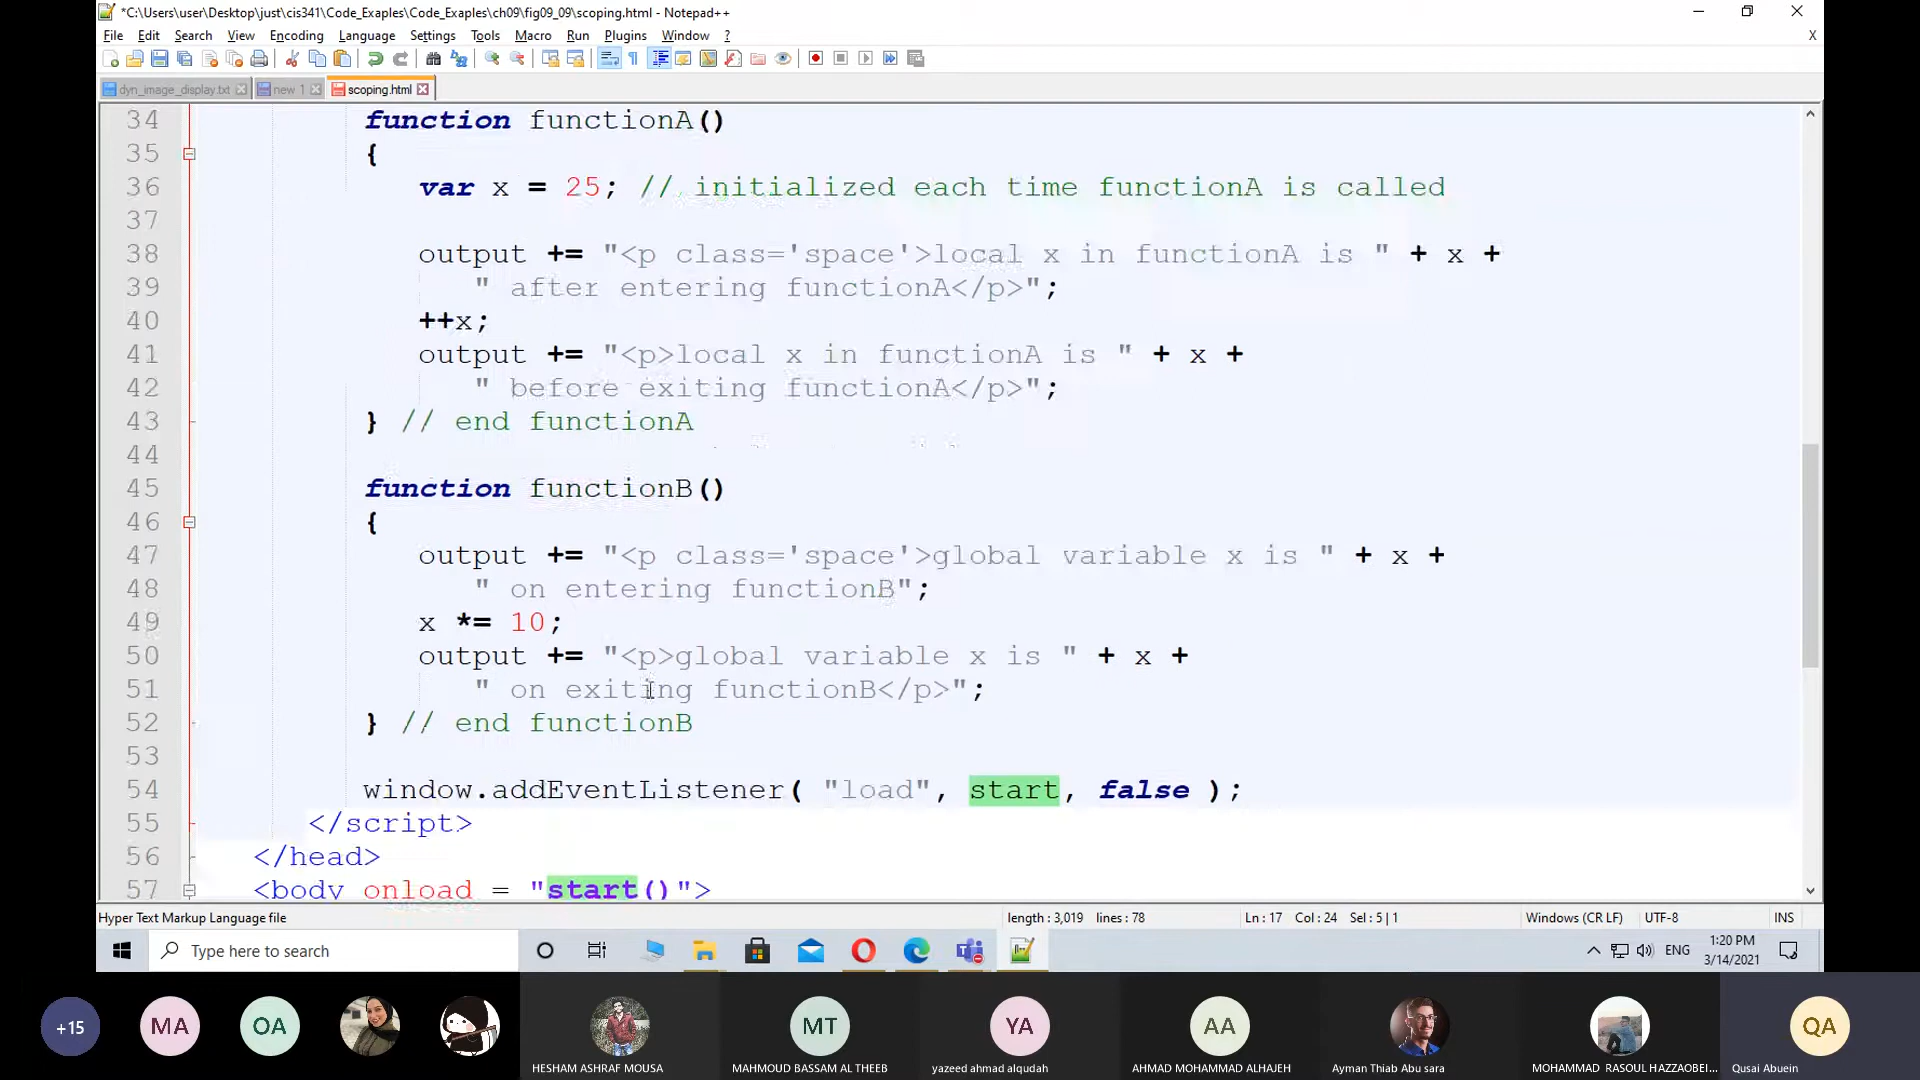 *C:\Users\user\Desktop\just\cis341\Code_Exaples\Code_Exaples\ch09\fig09_09\scoping.html - Notepad++
File Edit Search View Encoding Language Settings Tools Macro Run Plugins Window ? X
dyn_image_display.txt new 1 scoping.html
34 function functionA()
35 {
36 var x = 25; // initialized each time functionA is called
37
38 output += "<p class='space'>local x in functionA is " + x +
39 " after entering functionA</p>";
40 ++x;
41 output += "<p>local x in functionA is " + x +
42 " before exiting functionA</p>";
43 } // end functionA
44
45 function functionB()
46 {
47 output += "<p class='space'>global variable x is " + x +
48 " on entering functionB";
49 x *= 10;
50 output += "<p>global variable x is " + x +
51 " on exiting functionB</p>";
52 } // end functionB
53
54 window.addEventListener( "load", start, false );
55 </script>
56 </head>
57 <body onload = "start()">
Hyper Text Markup Language file length : 3,019 lines : 78 Ln : 17 Col : 24 Sel : 5 | 1 Windows (CR LF) UTF-8 INS
Type here to search ENG 1:20 PM
3/14/2021
+15 MA OA MT YA AA QA
HESHAM ASHRAF MOUSA MAHMOUD BASSAM AL THEEB yazeed ahmad alqudah AHMAD MOHAMMAD ALHAJEH Ayman Thiab Abu sara MOHAMMAD RASOUL HAZZAOBEI... Qusai Abuein